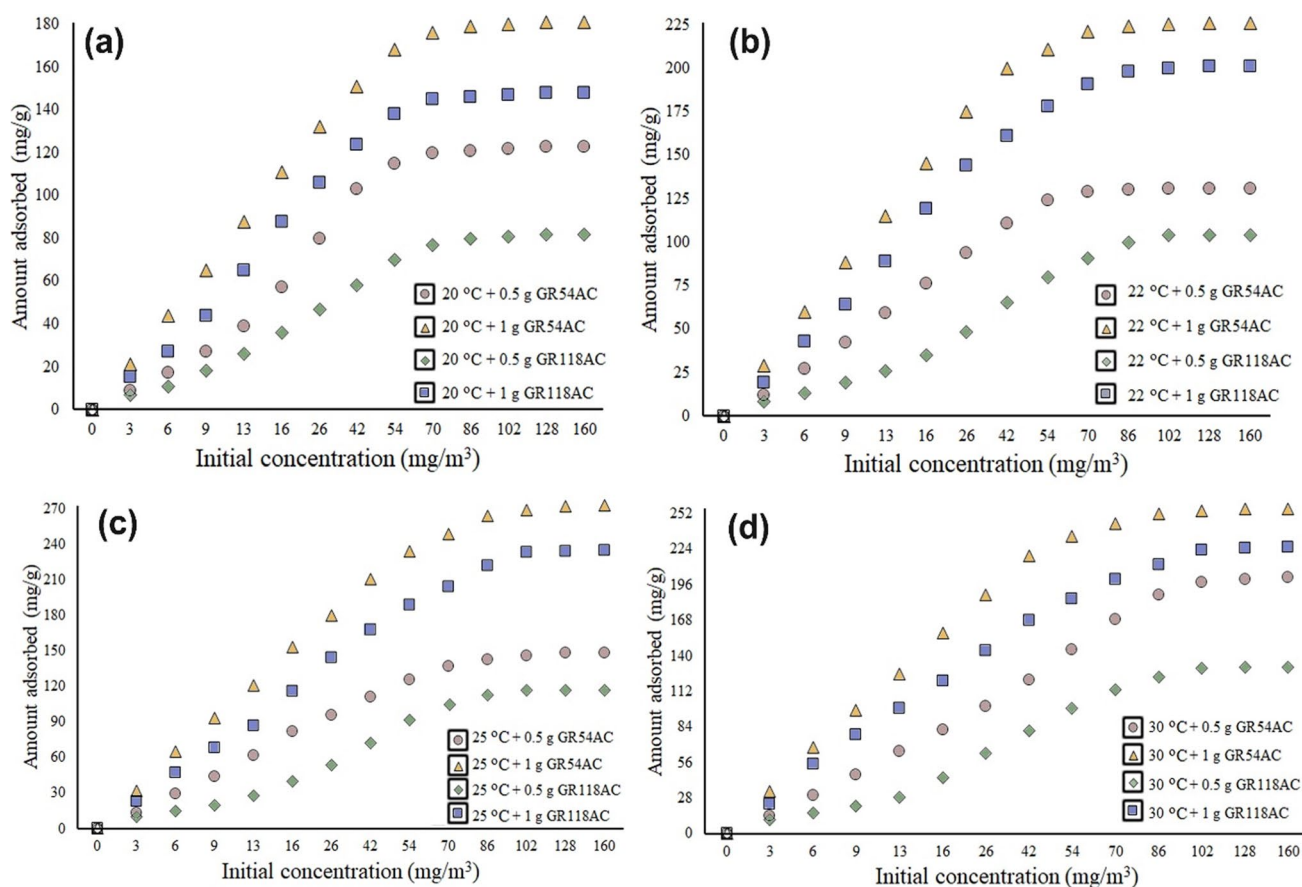 (a)
Amount adsorbed (mg/g)
180
160
140
120
100
80
60
40
20
0
20 °C + 0.5 g GR54AC
20 °C + 1 g GR54AC
20 °C + 0.5 g GR118AC
20 °C + 1 g GR118AC
0 3 6 9 13 16 26 42 54 70 86 102 128 160
Initial concentration (mg/m³)
(b)
Amount adsorbed (mg/g)
225
200
175
150
125
100
75
50
25
0
22 °C + 0.5 g GR54AC
22 °C + 1 g GR54AC
22 °C + 0.5 g GR118AC
22 °C + 1 g GR118AC
0 3 6 9 13 16 26 42 54 70 86 102 128 160
Initial concentration (mg/m³)
(c)
Amount adsorbed (mg/g)
270
240
210
180
150
120
90
60
30
0
25 °C + 0.5 g GR54AC
25 °C + 1 g GR54AC
25 °C + 0.5 g GR118AC
25 °C + 1 g GR118AC
0 3 6 9 13 16 26 42 54 70 86 102 128 160
Initial concentration (mg/m³)
(d)
Amount adsorbed (mg/g)
252
224
196
168
140
112
84
56
28
0
30 °C + 0.5 g GR54AC
30 °C + 1 g GR54AC
30 °C + 0.5 g GR118AC
30 °C + 1 g GR118AC
0 3 6 9 13 16 26 42 54 70 86 102 128 160
Initial concentration (mg/m³)